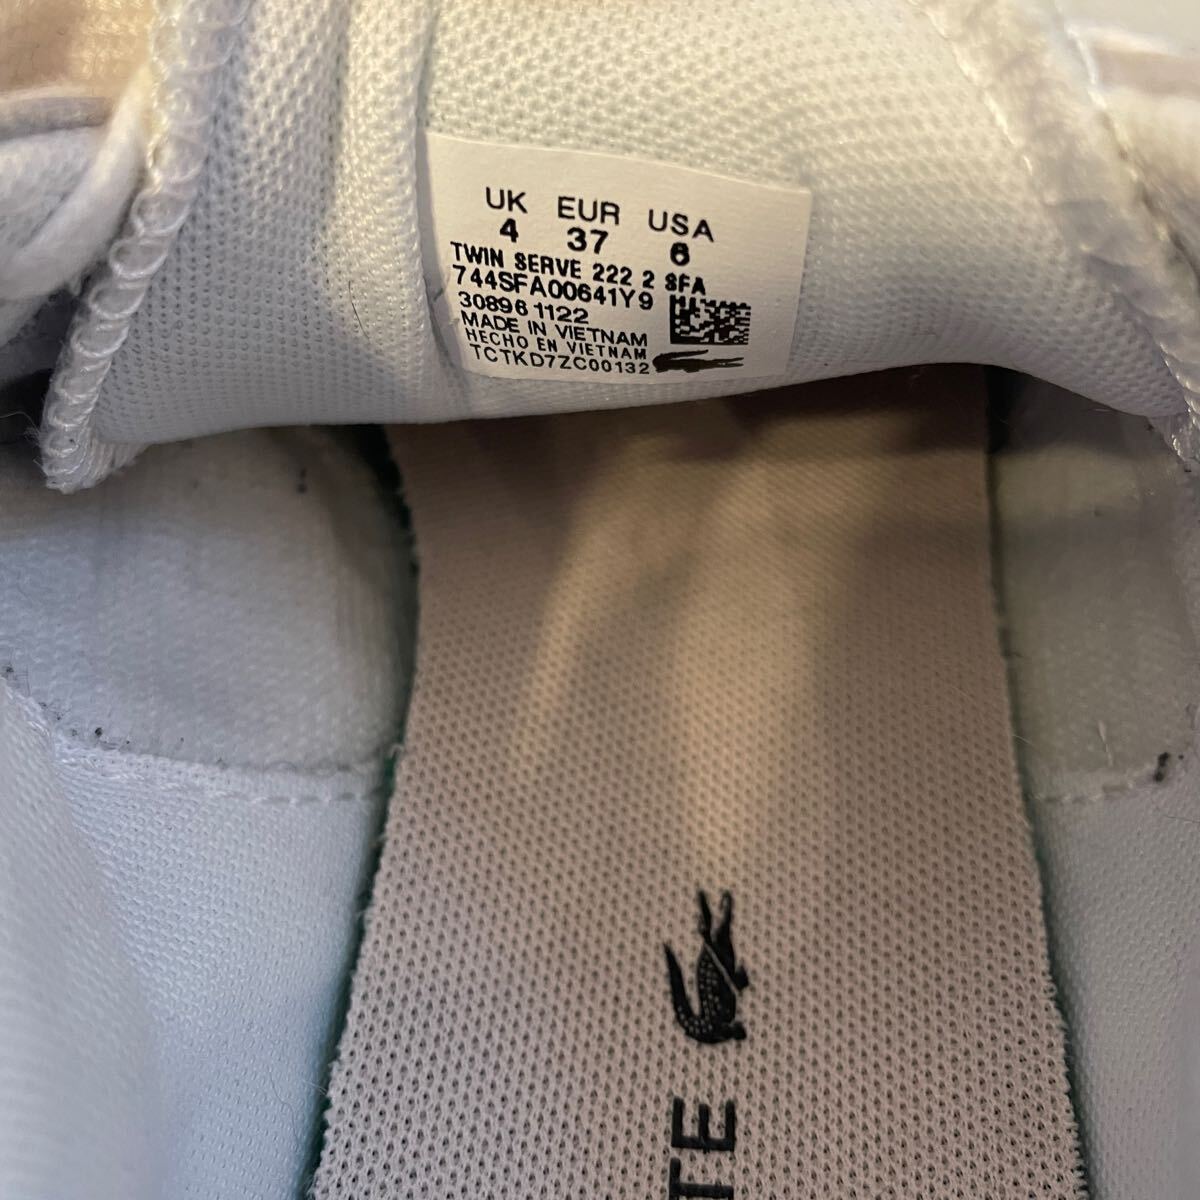 UK EUR USA
4 37 6
TWIN SERVE 222 2 SFA
744SFA00641Y9
30896 1122
MADE IN VIETNAM
HECHO EN VIETNAM
TCTKD7ZC00132
TE